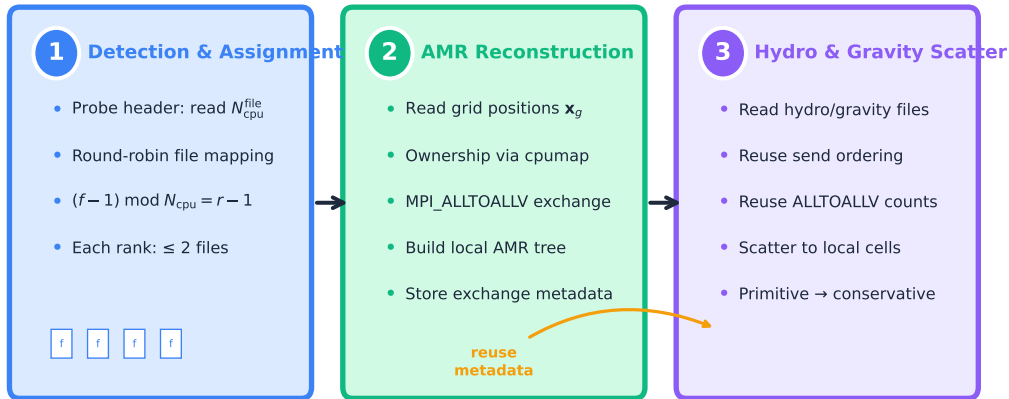 1 Detection & Assignment
• Probe header: read N_cpu^file
• Round-robin file mapping
• (f − 1) mod N_cpu = r − 1
• Each rank: ≤ 2 files
f f f f
2 AMR Reconstruction
• Read grid positions x_g
• Ownership via cpumap
• MPI_ALLTOALLV exchange
• Build local AMR tree
• Store exchange metadata
reuse
metadata
3 Hydro & Gravity Scatter
• Read hydro/gravity files
• Reuse send ordering
• Reuse ALLTOALLV counts
• Scatter to local cells
• Primitive → conservative